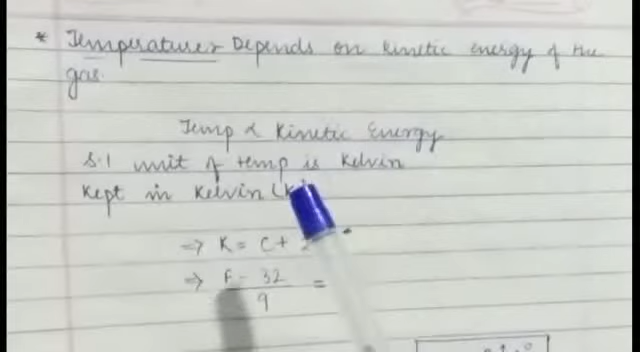 * Temperature → Depends on kinetic energy of the
gas.
Temp ∝ Kinetic Energy
S.I unit of temp is Kelvin
Kept in Kelvin (K
⇒ K = C + 2
⇒ F - 32 =
9